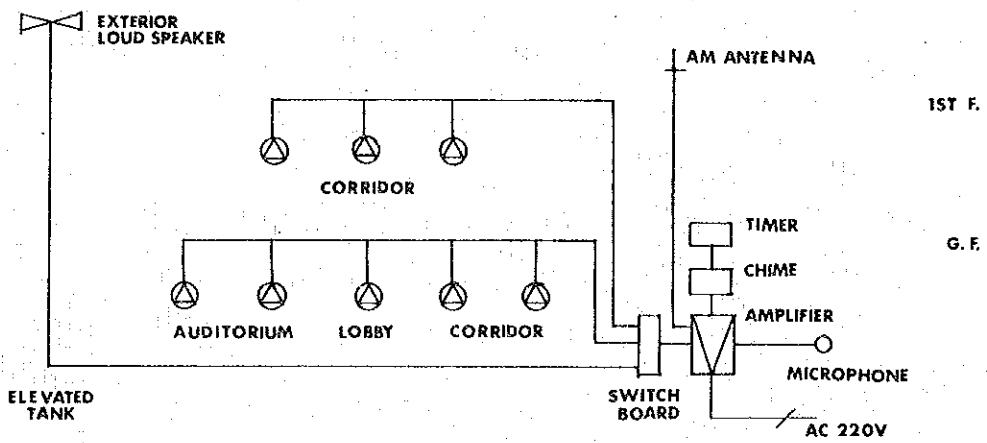 EXTERIOR
LOUD SPEAKER
AM ANTENNA
1ST F.
CORRIDOR
TIMER
G.F.
CHIME
AUDITORIUM
LOBBY
CORRIDOR
AMPLIFIER
MICROPHONE
ELEVATED
TANK
SWITCH
BOARD
AC 220V